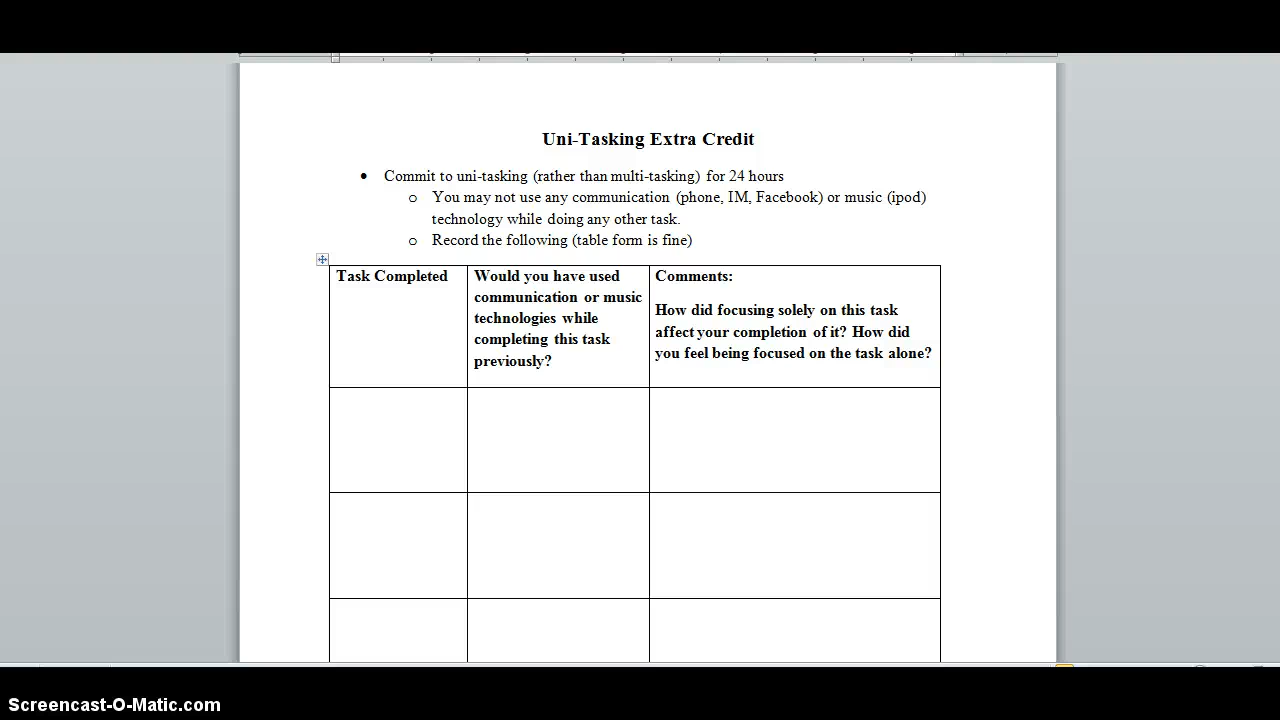 Uni-Tasking Extra Credit
• Commit to uni-tasking (rather than multi-tasking) for 24 hours
o You may not use any communication (phone, IM, Facebook) or music (ipod)
technology while doing any other task.
o Record the following (table form is fine)
Task Completed
Would you have used
communication or music
technologies while
completing this task
previously?
Comments:
How did focusing solely on this task
affect your completion of it? How did
you feel being focused on the task alone?
Screencast-O-Matic.com